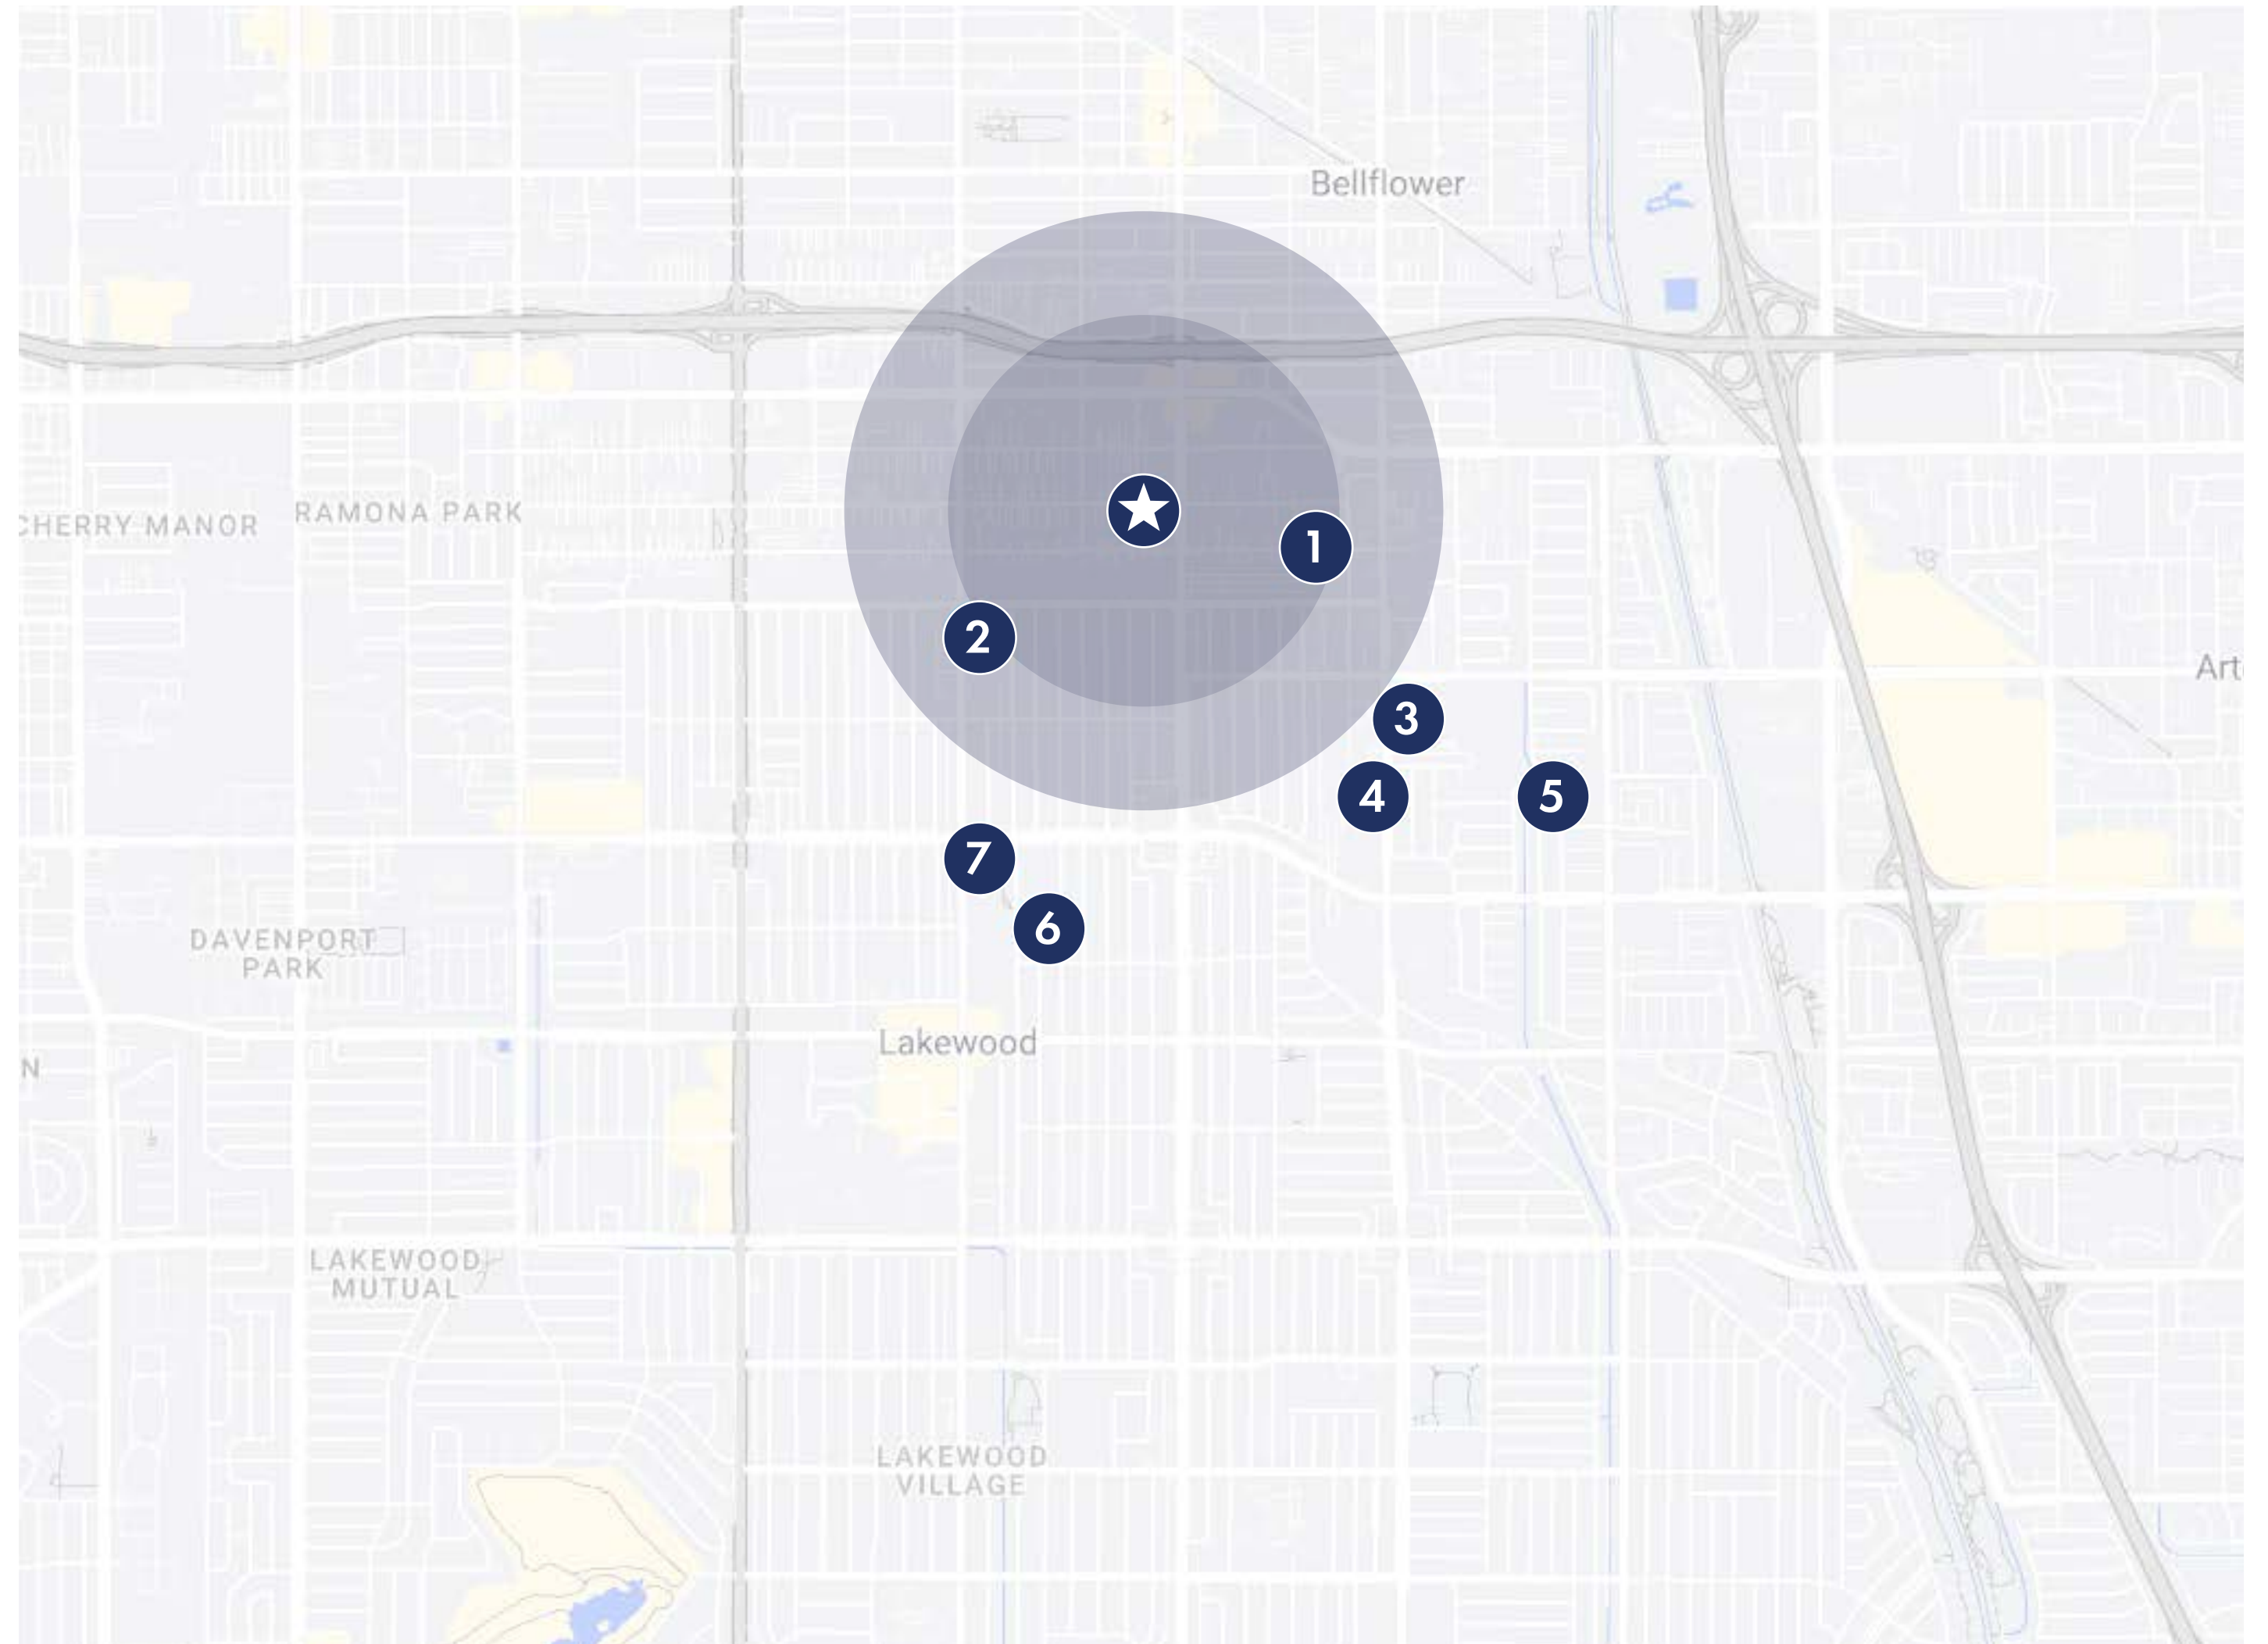 Bellflower
CHERRY MANOR
RAMONA PARK
1
2
Art
3
4
5
7
6
DAVENPORT
PARK
Lakewood
N
LAKEWOOD
MUTUAL
LAKEWOOD
VILLAGE